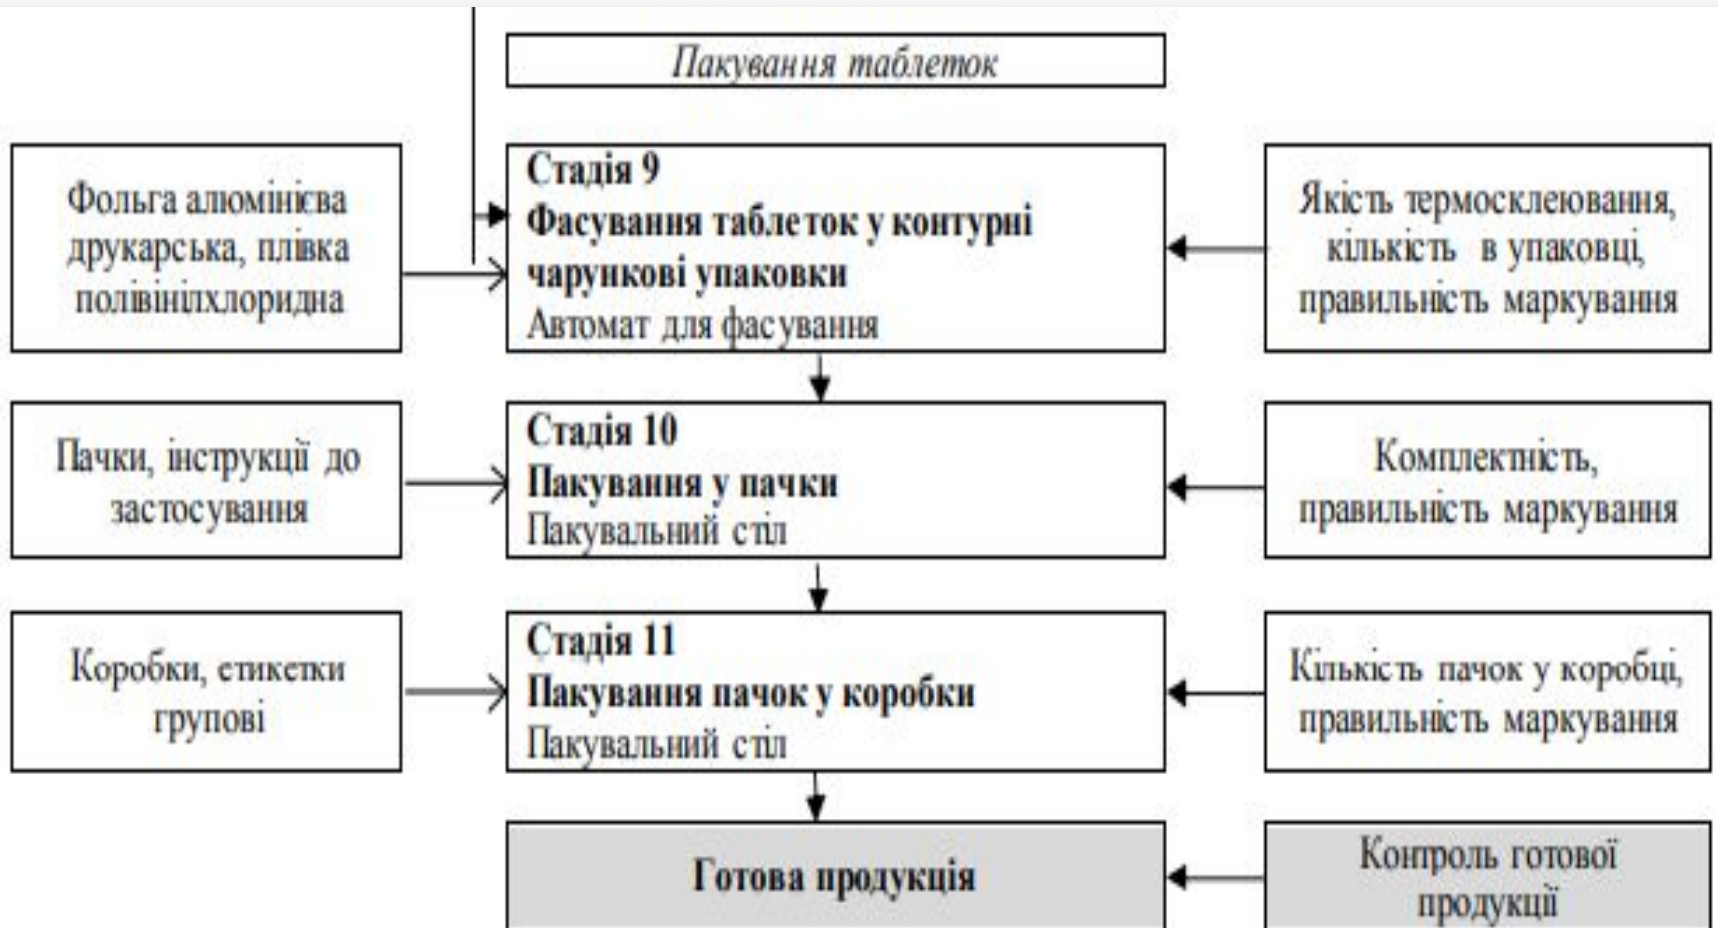 Пакування таблеток
Фольга алюмінієва
друкарська, плівка
полівінілхлоридна
Стадія 9
Фасування таблеток у контурні
чарункові упаковки
Автомат для фасування
Якість термосклеювання,
кількість в упаковці,
правильність маркування
Пачки, інструкції до
застосування
Стадія 10
Пакування у пачки
Пакувальний стіл
Комплектність,
правильність маркування
Коробки, етикетки
групові
Стадія 11
Пакування пачок у коробки
Пакувальний стіл
Кількість пачок у коробці,
правильність маркування
Готова продукція
Контроль готової
продукції